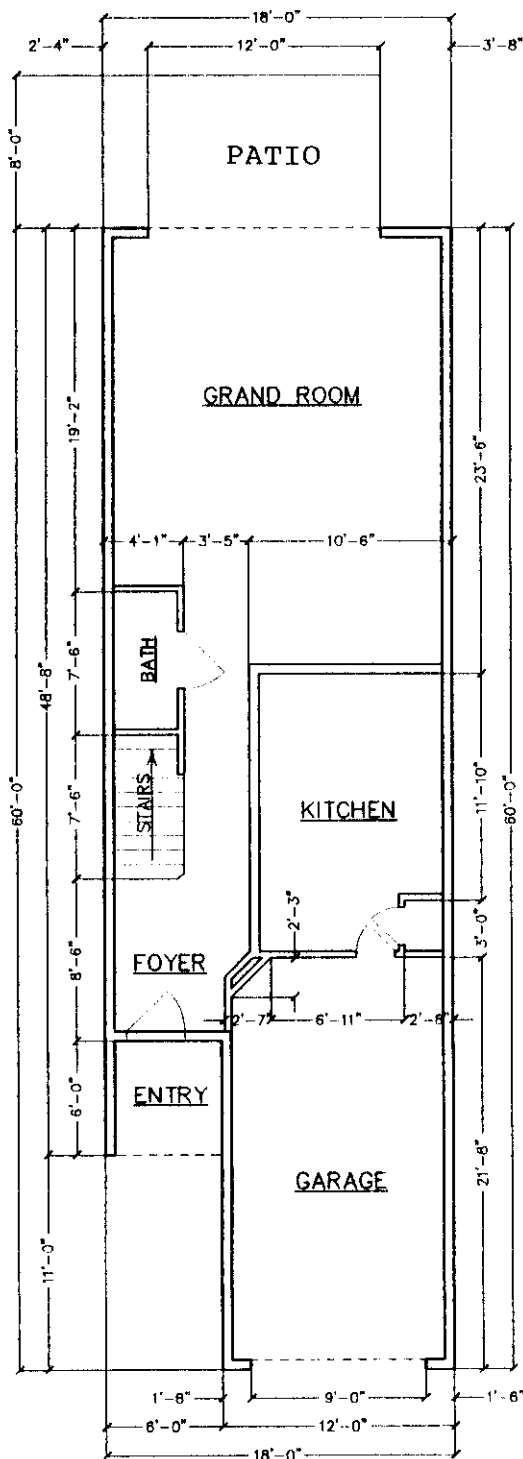 18'-0"
2'-4" 12'-0" 3'-8"
8'-0"
PATIO
GRAND ROOM
19'-2"
23'-6"
4'-1" 3'-5" 10'-6"
BATH
7'-6"
48'-8"
60'-0"
7'-6"
STAIRS
KITCHEN
11'-10"
60'-0"
2'-3"
3'-0"
FOYER
8'-6"
2'-7" 6'-11" 2'-8"
ENTRY
6'-0"
GARAGE
21'-8"
11'-0"
1'-8" 9'-0" 1'-6"
6'-0" 12'-0"
18'-0"